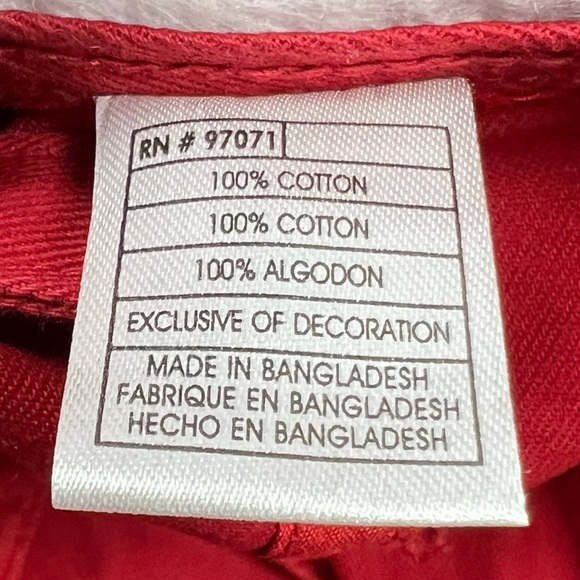 RN # 97071
100% COTTON
100% COTTON
100% ALGODON
EXCLUSIVE OF DECORATION
MADE IN BANGLADESH
FABRIQUE EN BANGLADESH
HECHO EN BANGLADESH